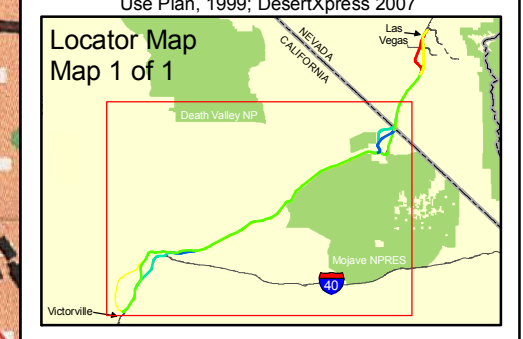 Use Plan, 1999; DesertXpress 2007
Locator Map
Map 1 of 1
Las
Vegas
NEVADA
CALIFORNIA
Death Valley NP
Mojave NPRES
40
Victorville